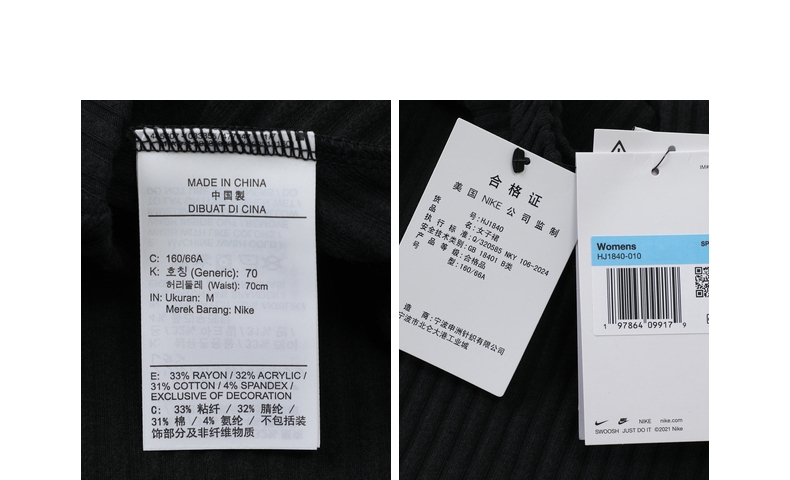 MADE IN CHINA
中国製
DIBUAT DI CINA
C: 160/66A
K: 호칭 (Generic): 70
허리둘레 (Waist): 70cm
IN: Ukuran: M
Merek Barang: Nike
E: 33% RAYON / 32% ACRYLIC /
31% COTTON / 4% SPANDEX /
EXCLUSIVE OF DECORATION
C: 33% 粘纤 / 32% 腈纶 /
31% 棉 / 4% 氨纶 / 不包括装
饰部分及非纤维物质
合格证
美国 NIKE 公司监制
货 号:HJ1840
品 名:女子裙
执行标准:Q/320585 NKY 106-2024
安全技术类别:GB 18401 B类
产品等级:合格品
号 型:160/66A
造 商:宁波申洲针织有限公司
宁波市北仑大港工业城
Womens
HJ1840-010
SP
1 97864 09917 9
NIKE nike.com
SWOOSH JUST DO IT ©2021 Nike